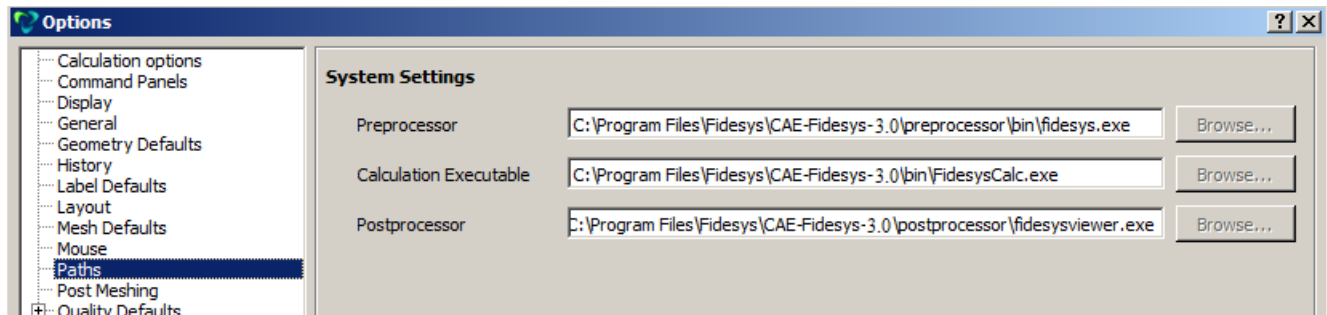 Options
Calculation options
Command Panels
Display
General
Geometry Defaults
History
Label Defaults
Layout
Mesh Defaults
Mouse
Paths
Post Meshing
Quality Defaults
System Settings
Preprocessor C:\Program Files\Fidesys\CAE-Fidesys-3.0\preprocessor\bin\fidesys.exe Browse...
Calculation Executable C:\Program Files\Fidesys\CAE-Fidesys-3.0\bin\FidesysCalc.exe Browse...
Postprocessor C:\Program Files\Fidesys\CAE-Fidesys-3.0\postprocessor\fidesysviewer.exe Browse...